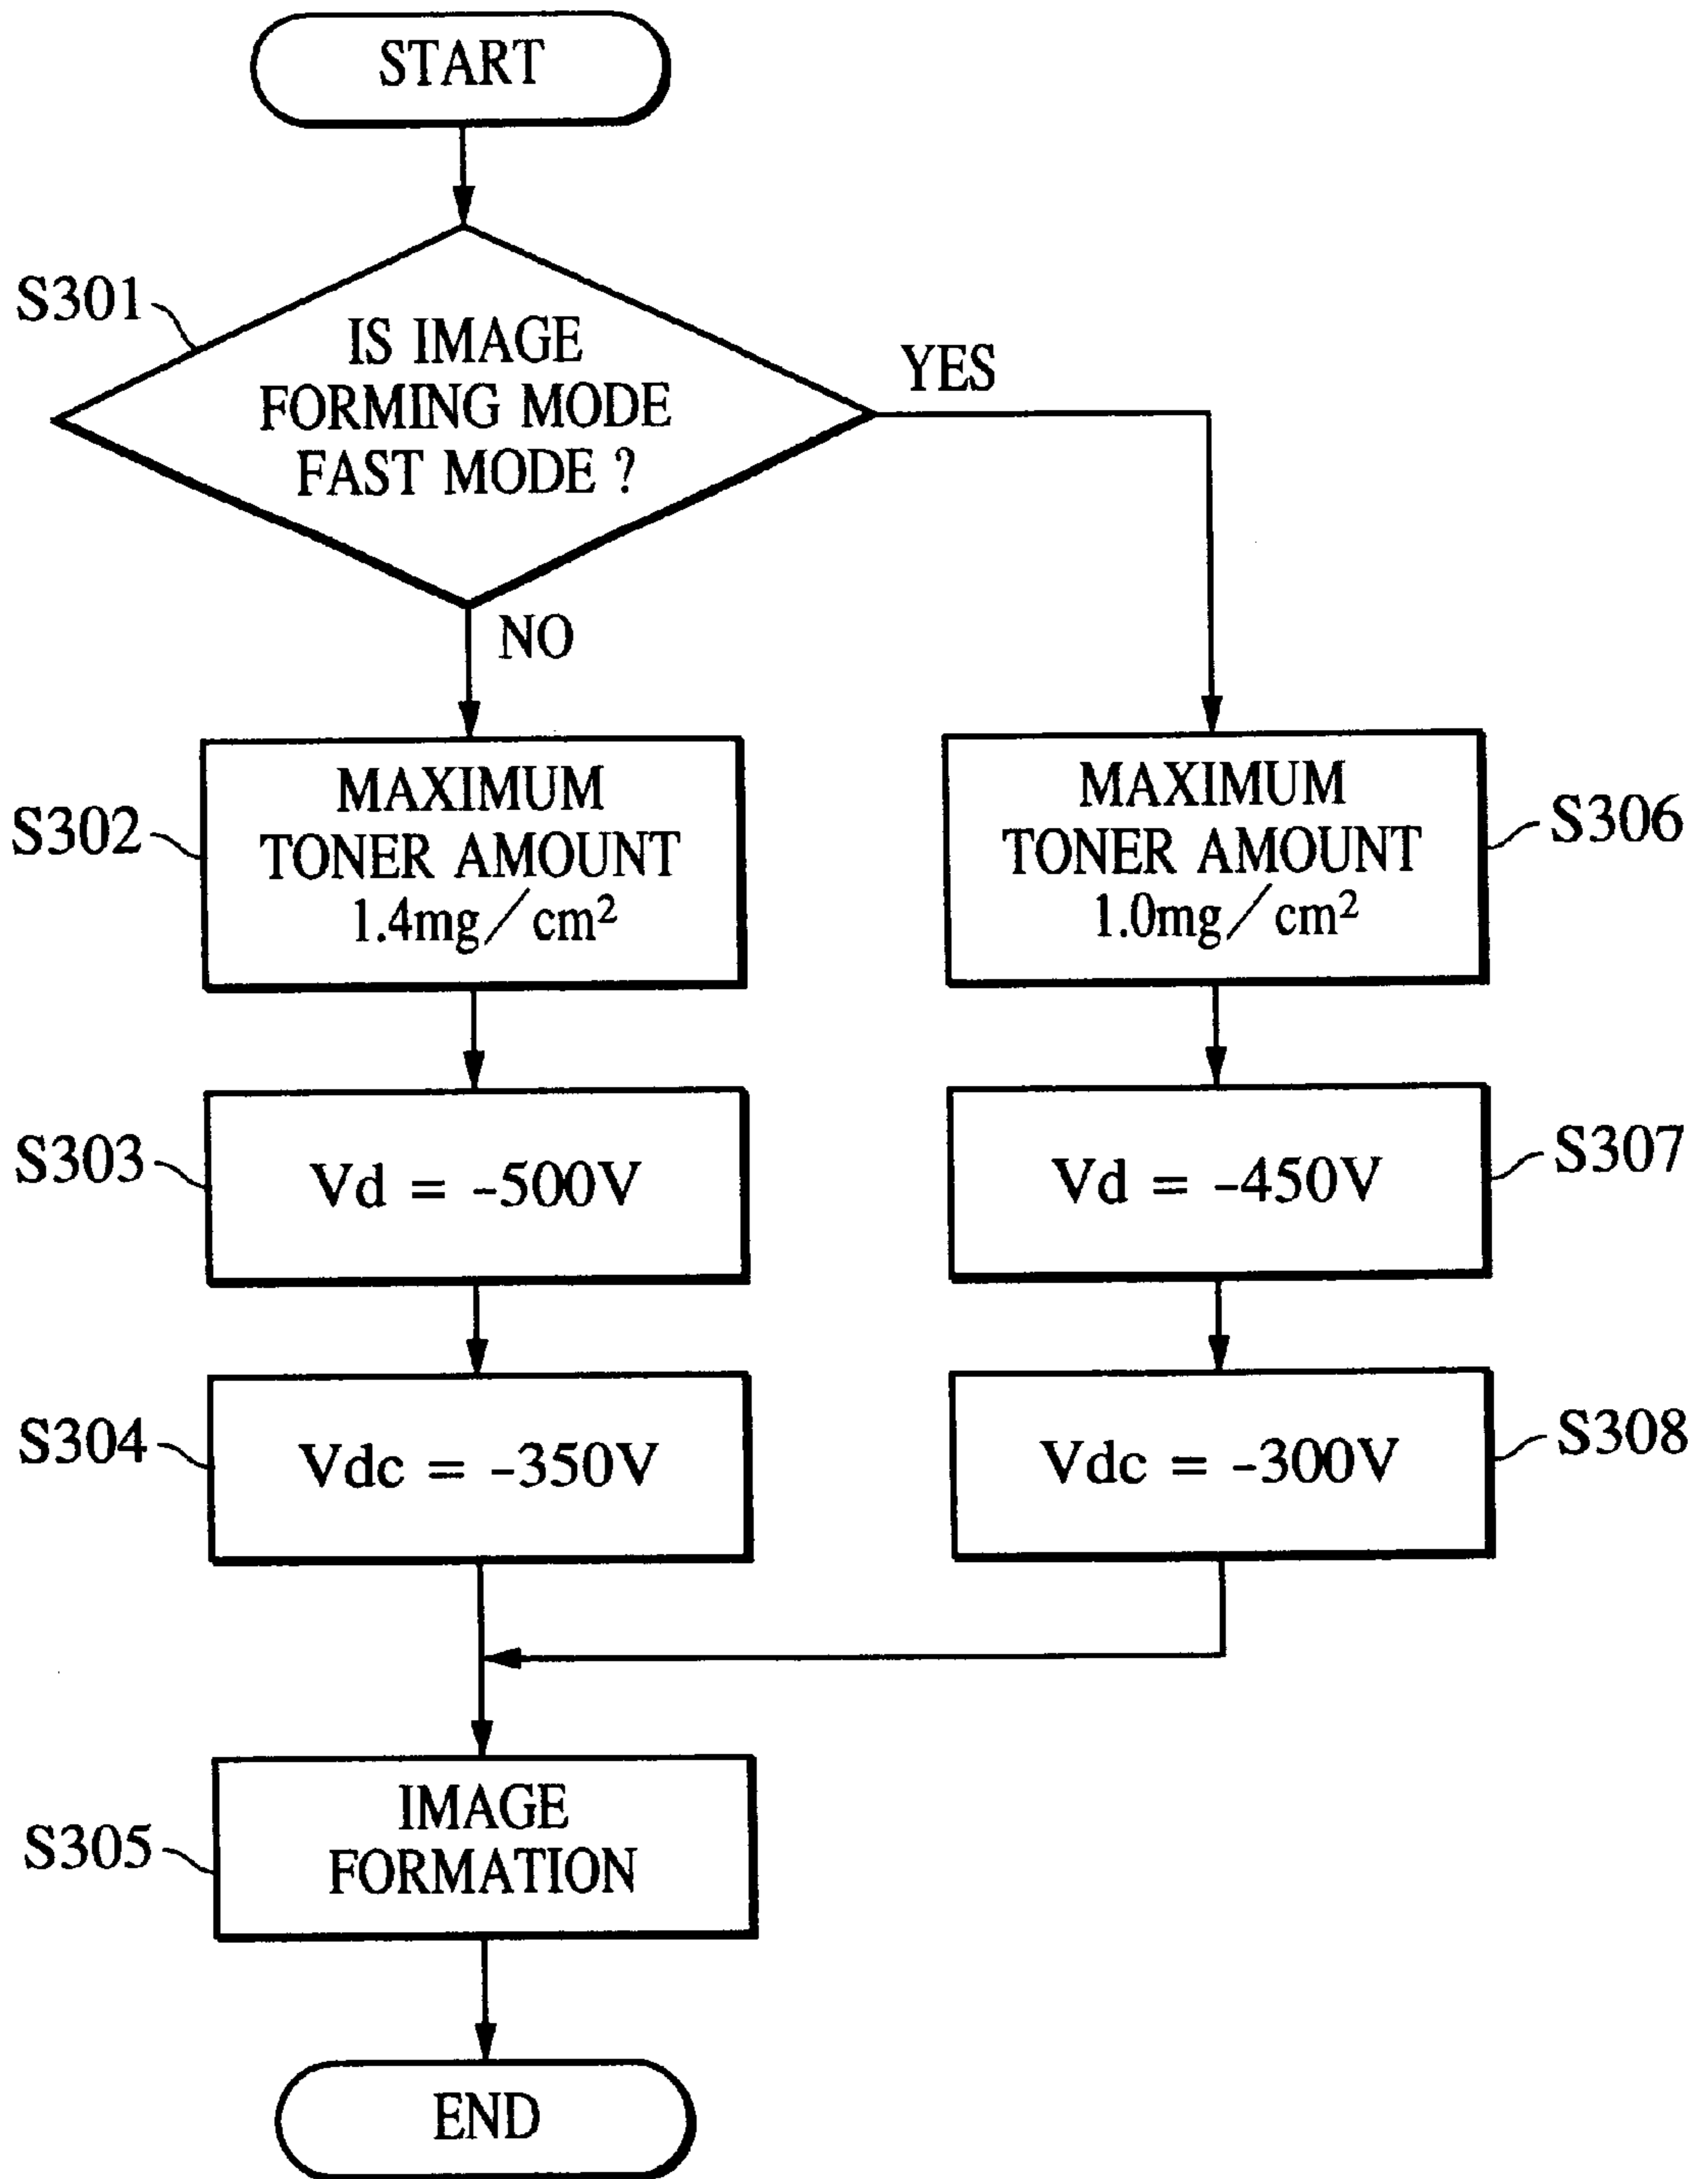 START
S301
IS IMAGE
FORMING MODE
FAST MODE ?
YES
NO
S302
MAXIMUM
TONER AMOUNT
1.4mg/cm²
MAXIMUM
TONER AMOUNT
1.0mg/cm²
S306
S303
Vd = -500V
Vd = -450V
S307
S304
Vdc = -350V
Vdc = -300V
S308
S305
IMAGE
FORMATION
END